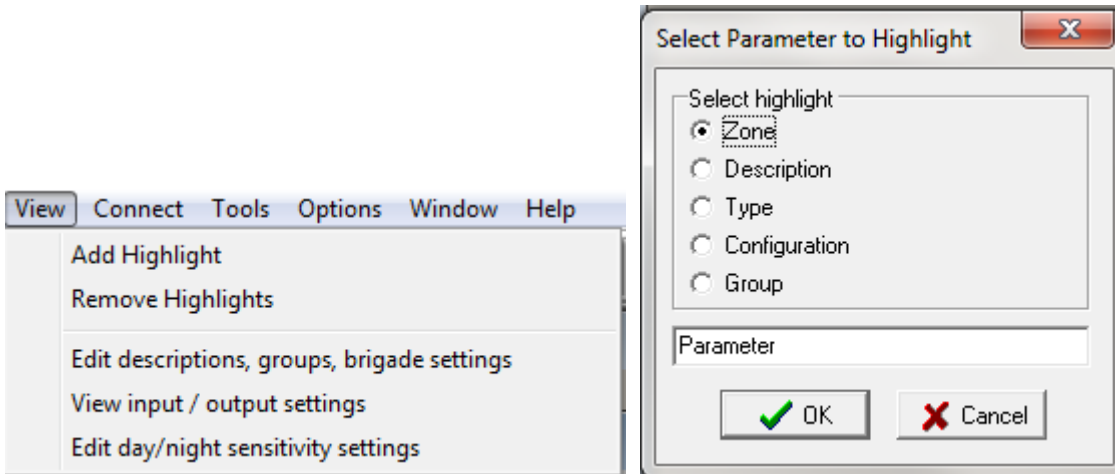 View Connect Tools Options Window Help
Add Highlight
Remove Highlights
Edit descriptions, groups, brigade settings
View input / output settings
Edit day/night sensitivity settings
Select Parameter to Highlight
Select highlight
Zone
Description
Type
Configuration
Group
Parameter
OK Cancel